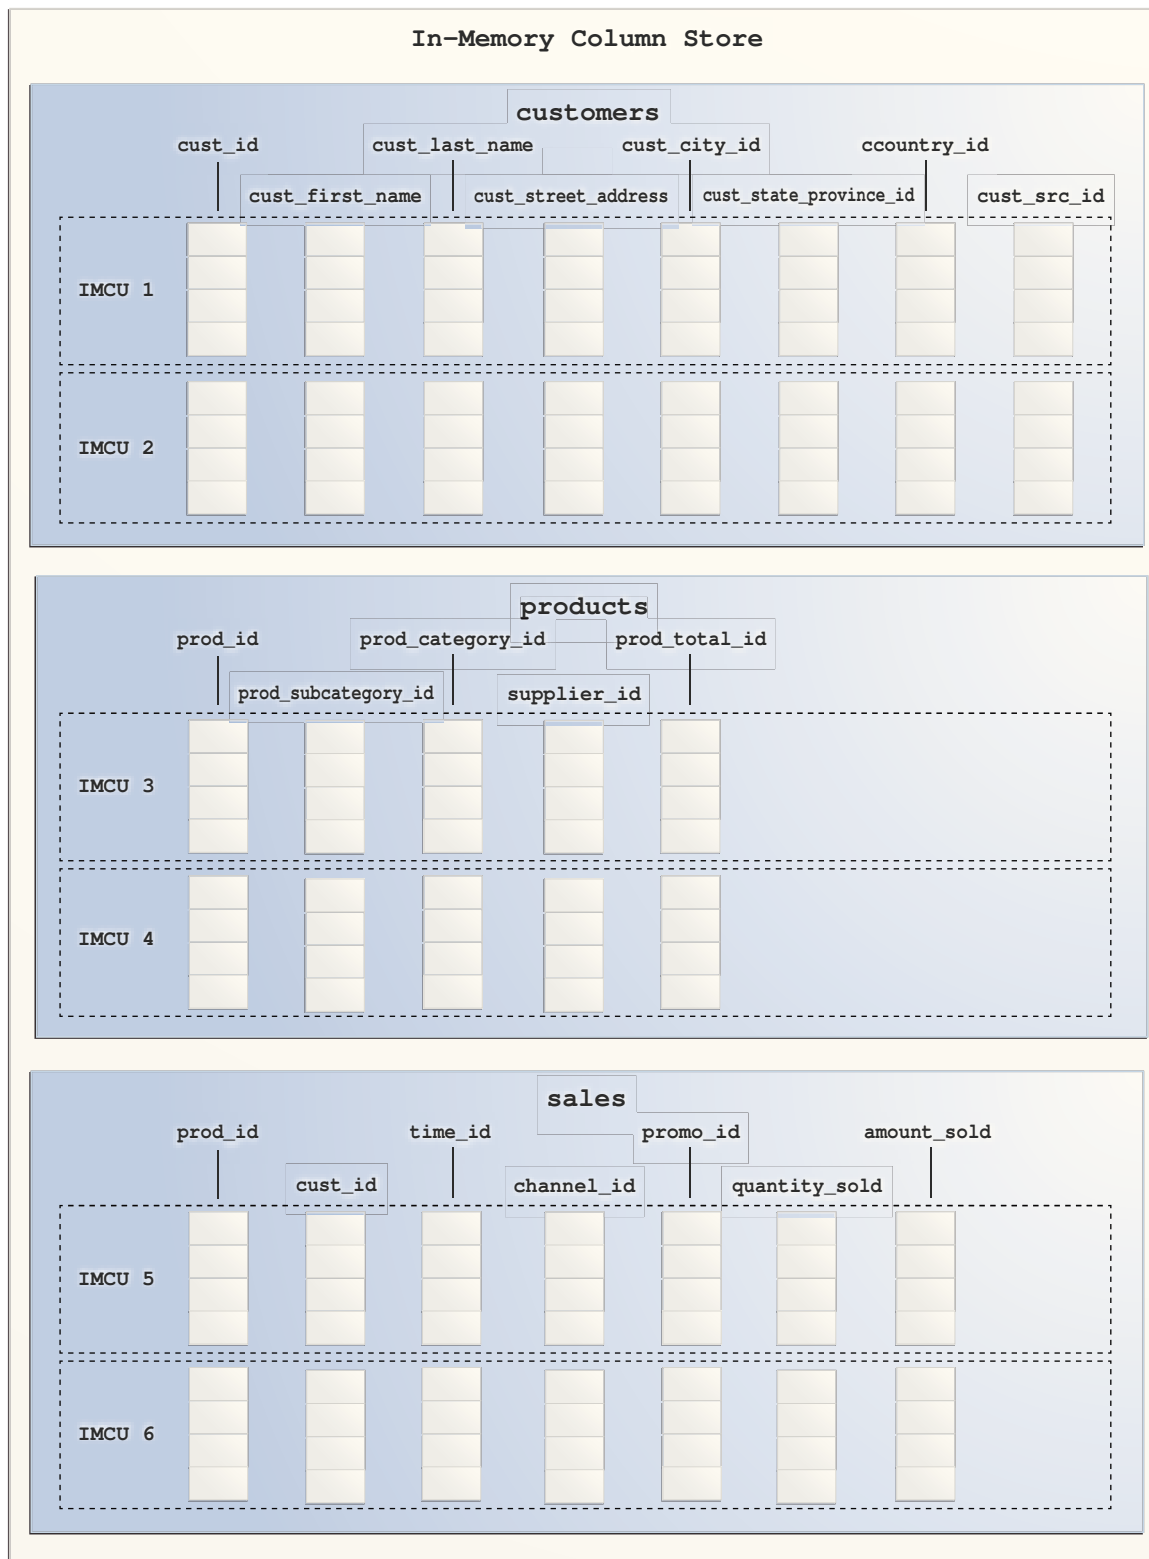 In-Memory Column Store
customers
cust_id cust_last_name cust_city_id ccountry_id
cust_first_name cust_street_address cust_state_province_id cust_src_id
IMCU 1
IMCU 2
products
prod_id prod_category_id prod_total_id
prod_subcategory_id supplier_id
IMCU 3
IMCU 4
sales
prod_id time_id promo_id amount_sold
cust_id channel_id quantity_sold
IMCU 5
IMCU 6